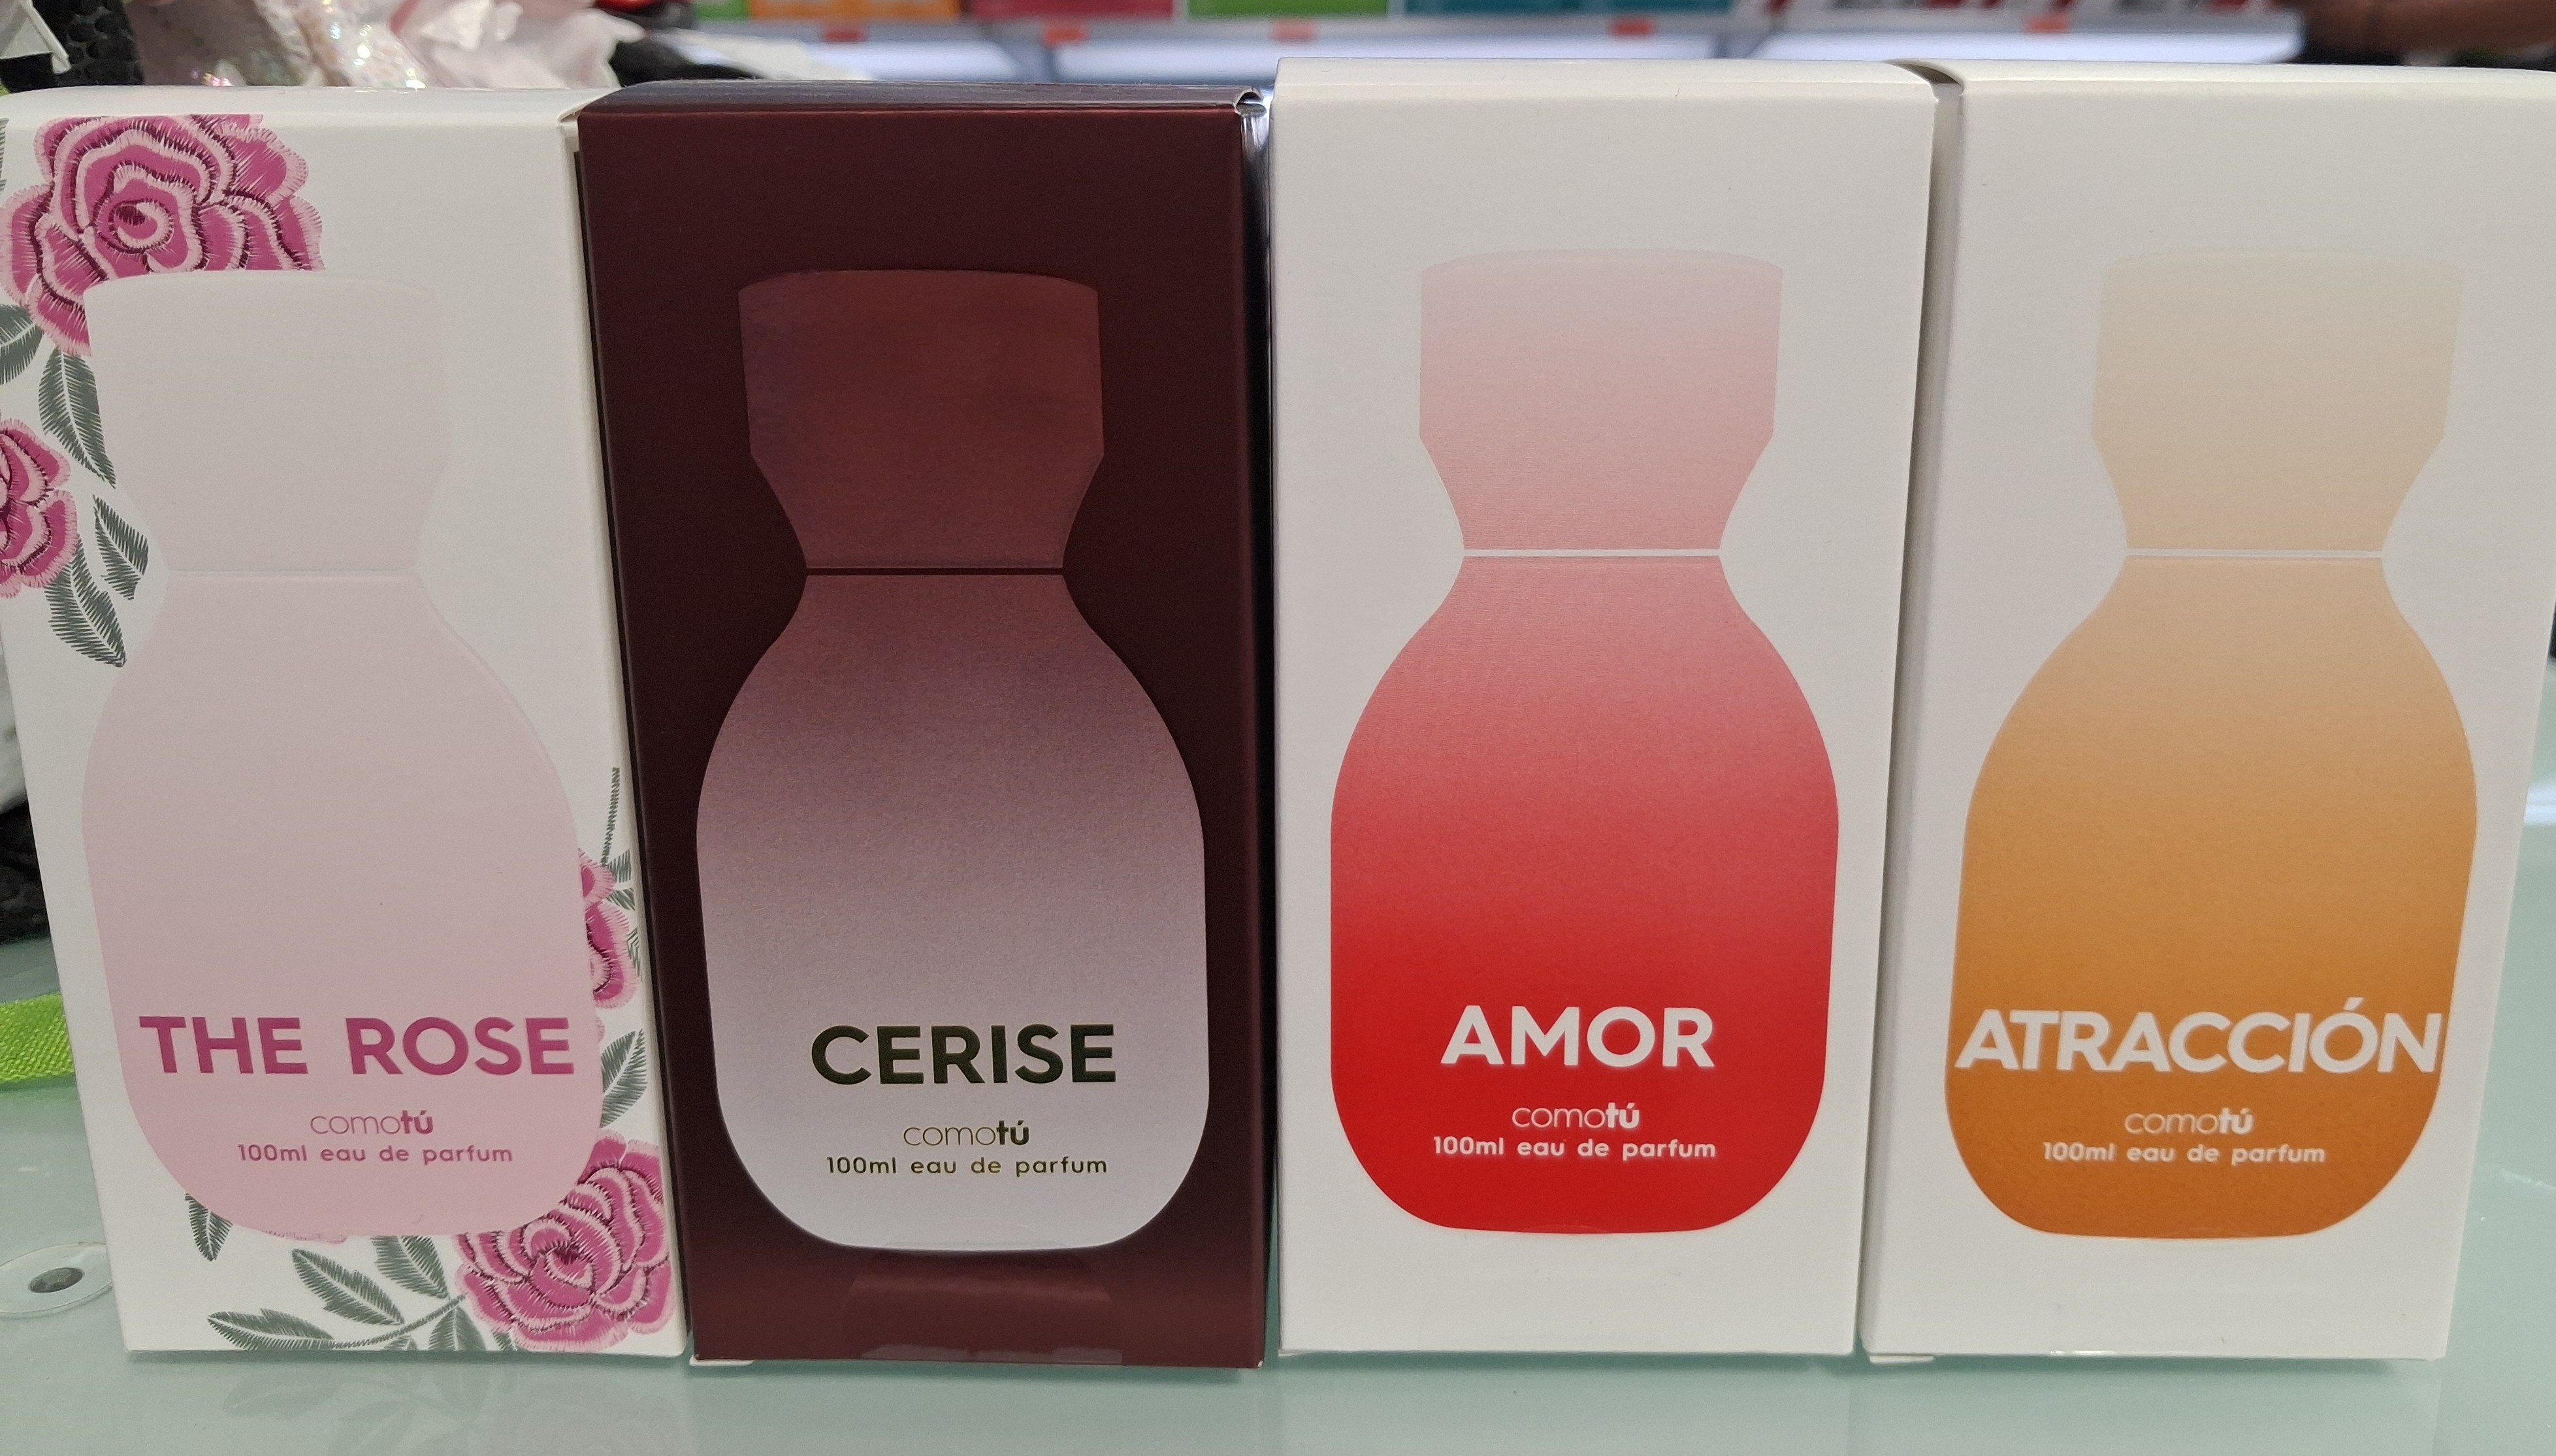 THE ROSE
comotú
100ml eau de parfum
CERISE
comotú
100ml eau de parfum
AMOR
comotú
100ml eau de parfum
ATRACCIÓN
comotú
100ml eau de parfum